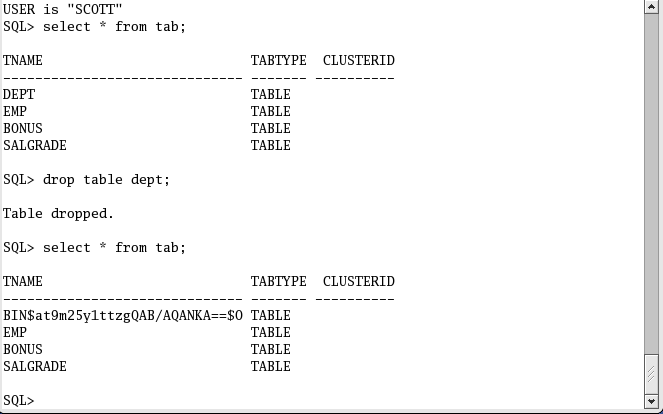 USER is "SCOTT"
SQL> select * from tab;
TNAME                          TABTYPE  CLUSTERID
------------------------------ ------- ----------
DEPT                           TABLE
EMP                            TABLE
BONUS                          TABLE
SALGRADE                       TABLE
SQL> drop table dept;
Table dropped.
SQL> select * from tab;
TNAME                          TABTYPE  CLUSTERID
------------------------------ ------- ----------
BIN$at9m25y1ttzgQAB/AQANKA==$0 TABLE
EMP                            TABLE
BONUS                          TABLE
SALGRADE                       TABLE
SQL>